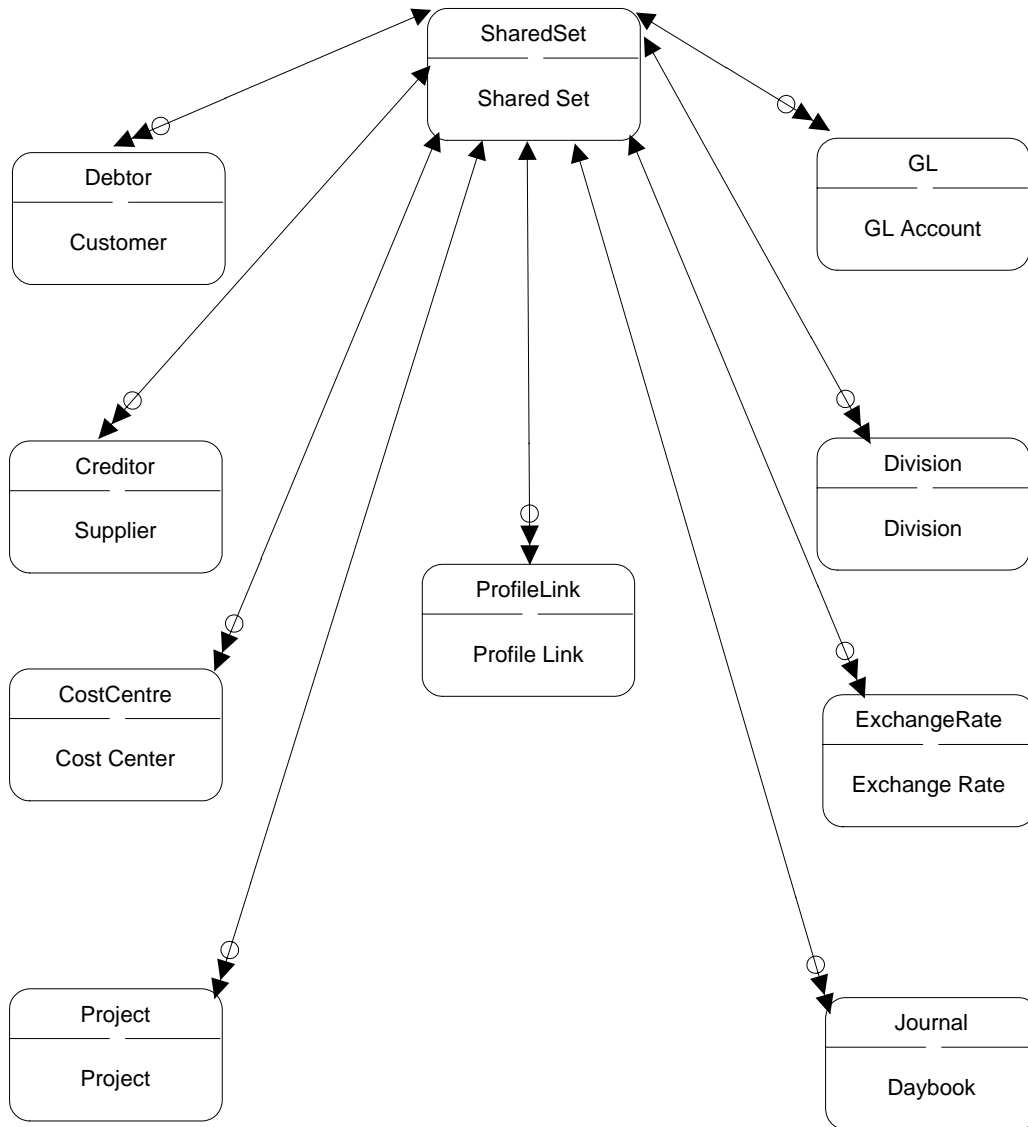 SharedSet
Shared Set
Debtor
Customer
GL
GL Account
Creditor
Supplier
Division
Division
ProfileLink
Profile Link
CostCentre
Cost Center
ExchangeRate
Exchange Rate
Project
Project
Journal
Daybook